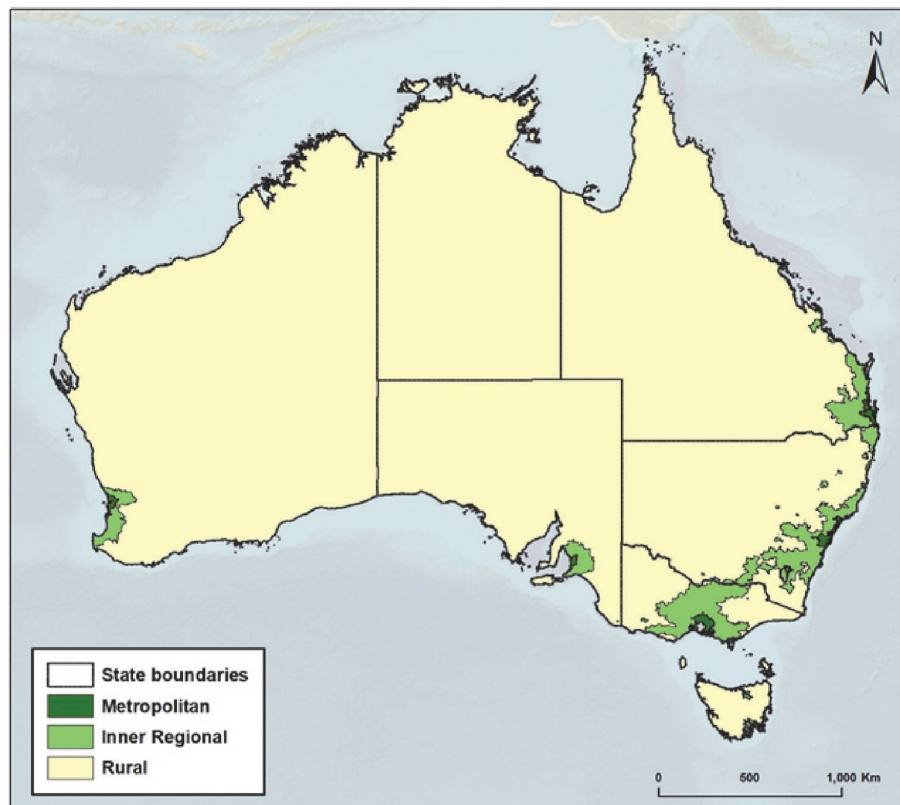 N
State boundaries
Metropolitan
Inner Regional
Rural
0 500 1,000 Km